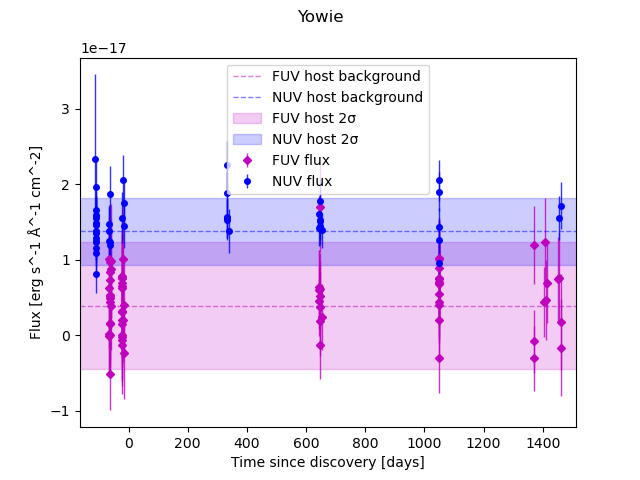 Yowie
1e−17
FUV host background
NUV host background
FUV host 2σ
NUV host 2σ
FUV flux
NUV flux
3
2
1
0
−1
Flux [erg s^-1 Å^-1 cm^-2]
0 200 400 600 800 1000 1200 1400
Time since discovery [days]